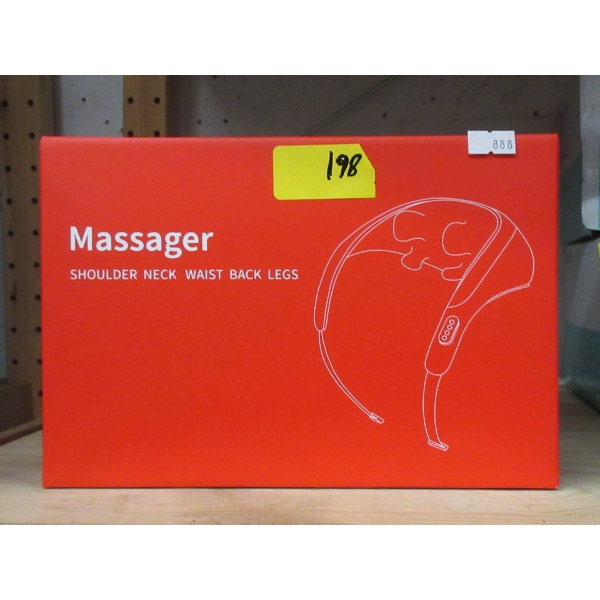 888
198
Massager
SHOULDER NECK WAIST BACK LEGS